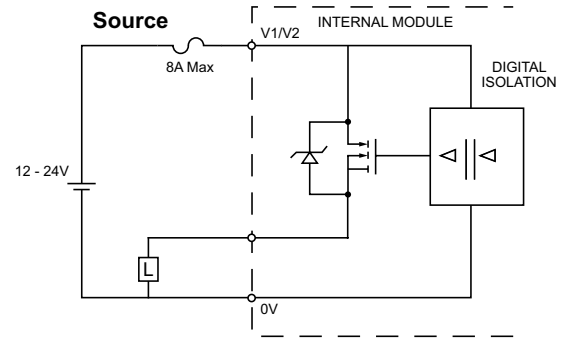 Source
INTERNAL MODULE
V1/V2
8A Max
DIGITAL
ISOLATION
12 - 24V
L
0V